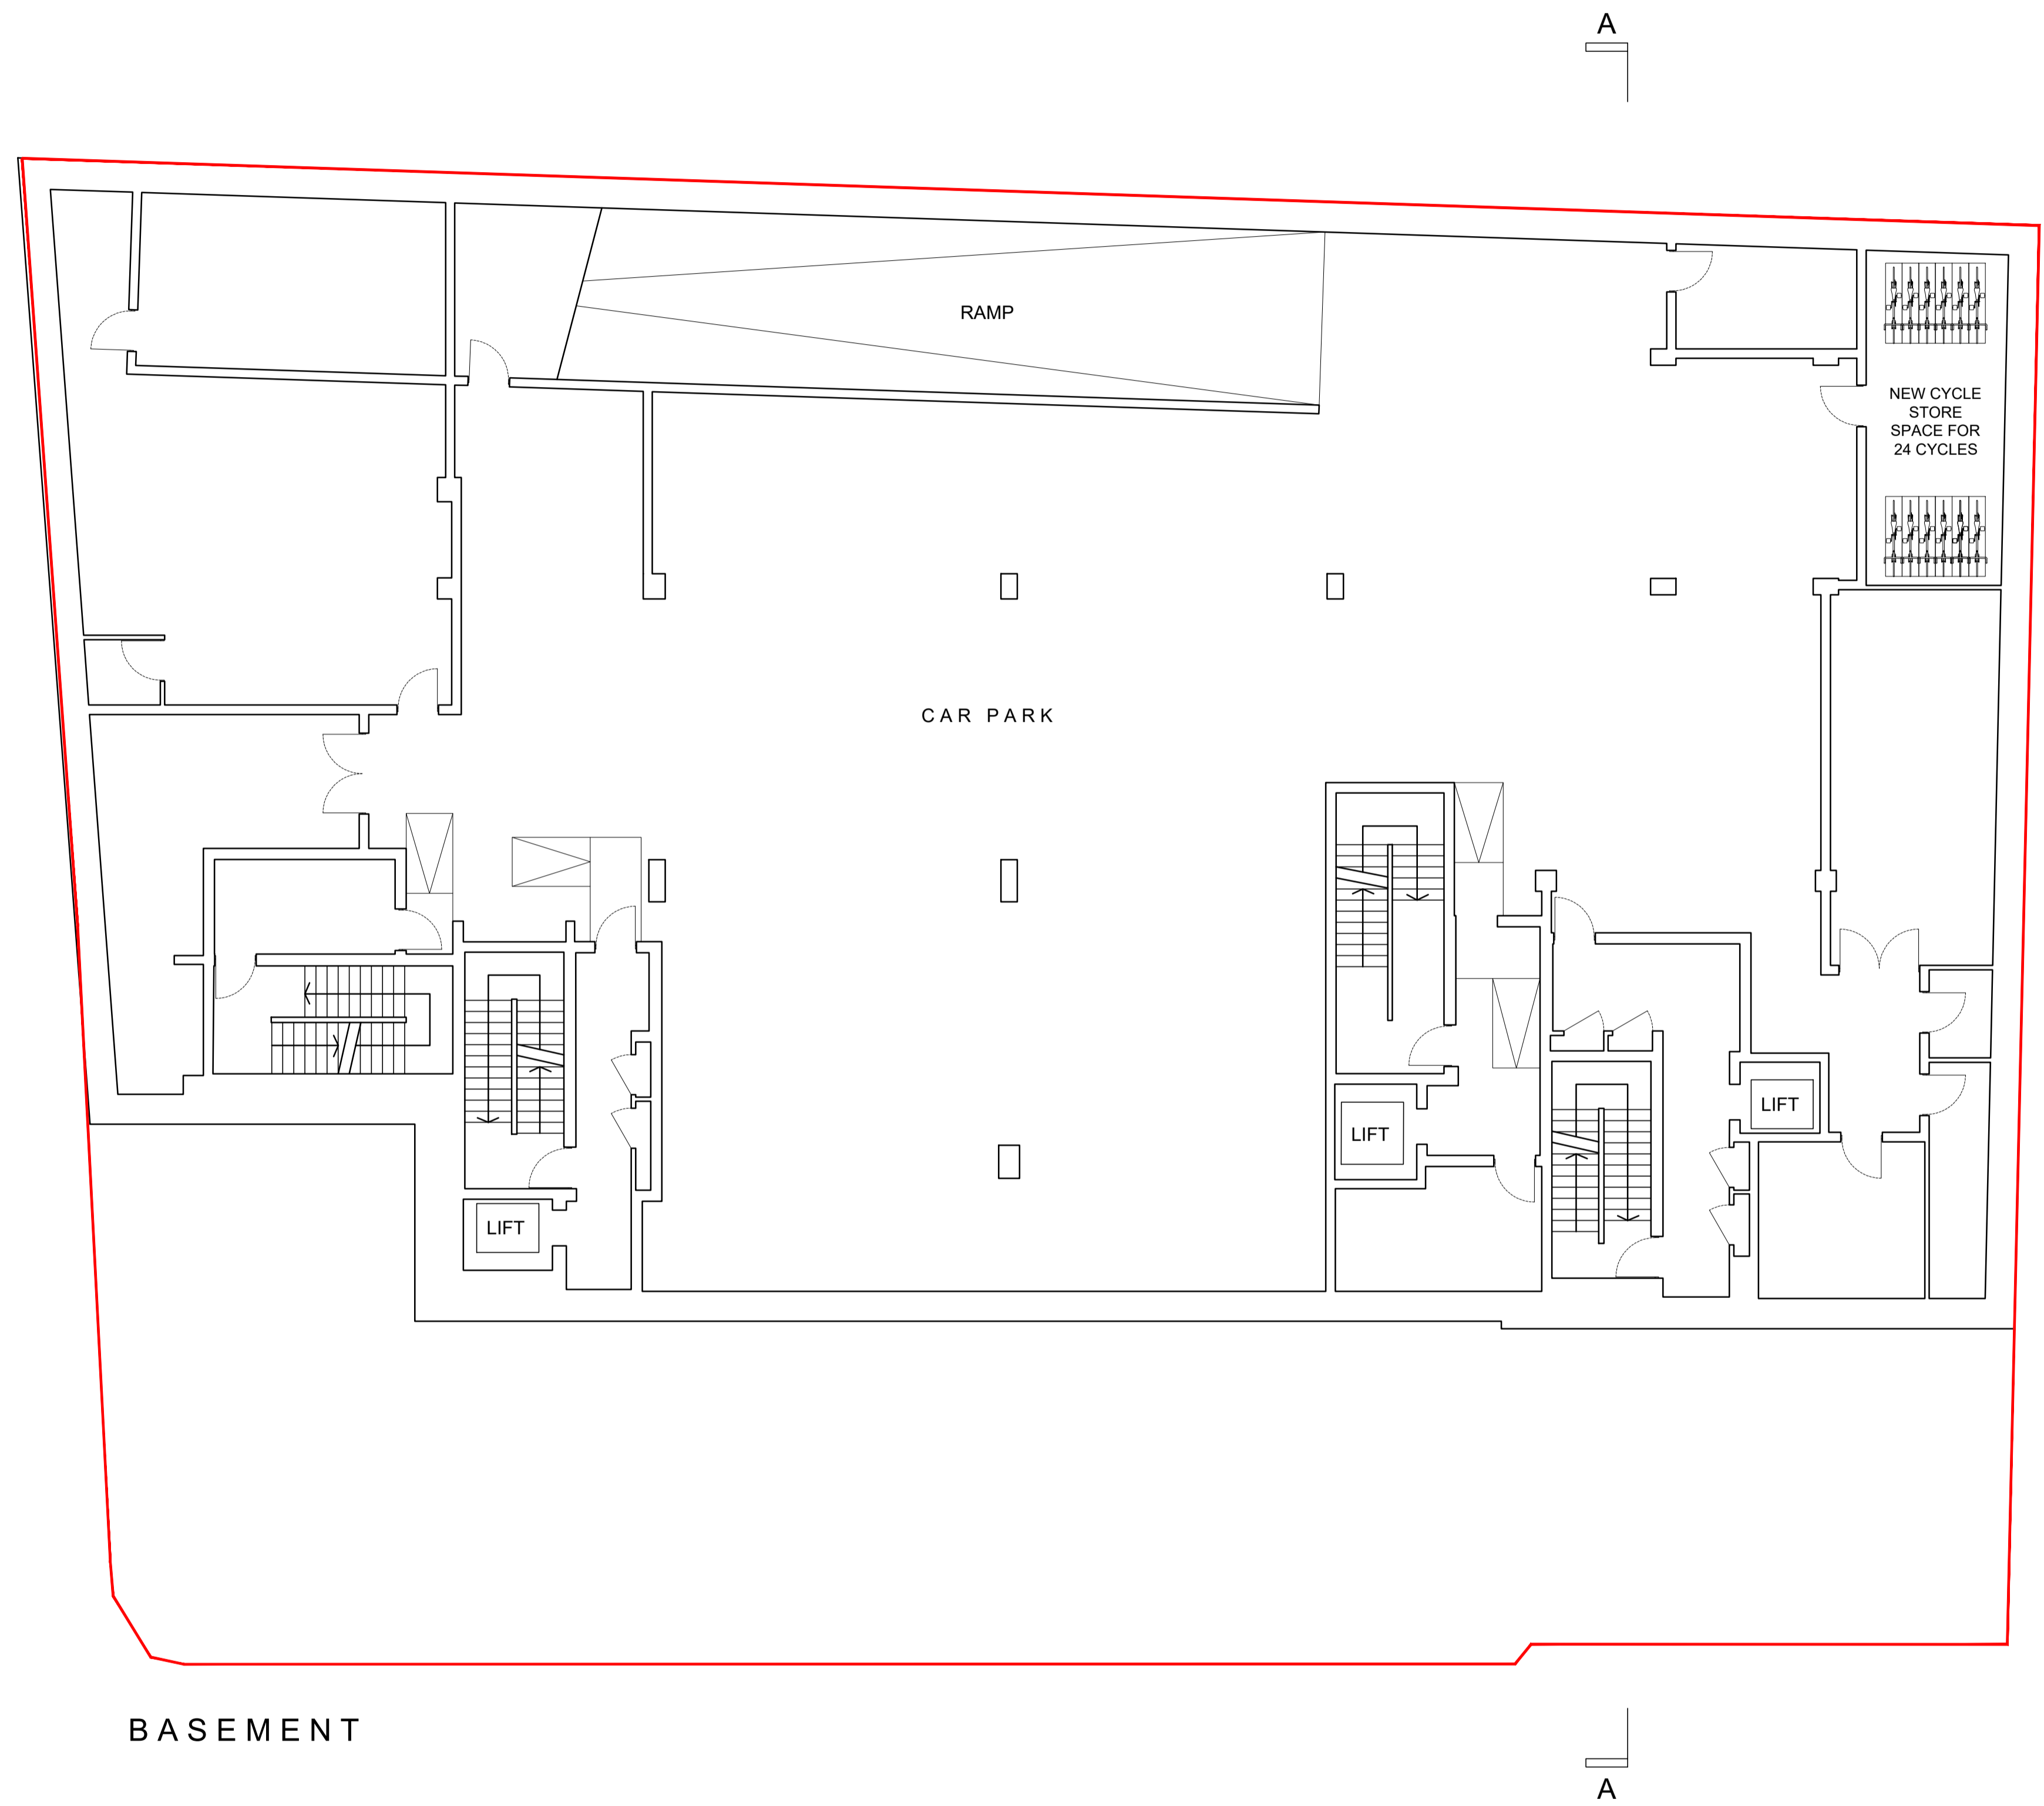 A
RAMP
NEW CYCLE
STORE
SPACE FOR
24 CYCLES
CAR PARK
LIFT
LIFT
LIFT
BASEMENT
A